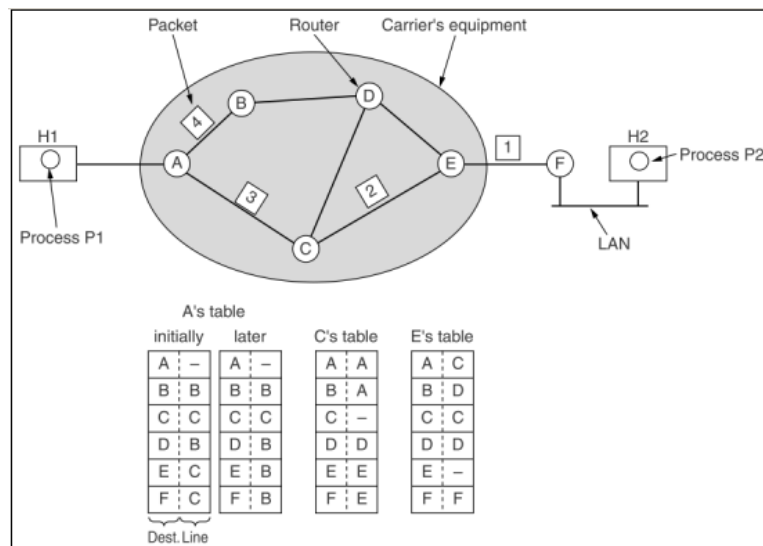 Packet Router Carrier's equipment
B D
4
H1 1 H2
A E F Process P2
3 2
Process P1
C LAN
A's table
initially later C's table E's table
A – A – A A A C
B B B B B A B D
C C C C C – C C
D B D B D D D D
E C E B E E E –
F C F B F E F F
Dest. Line